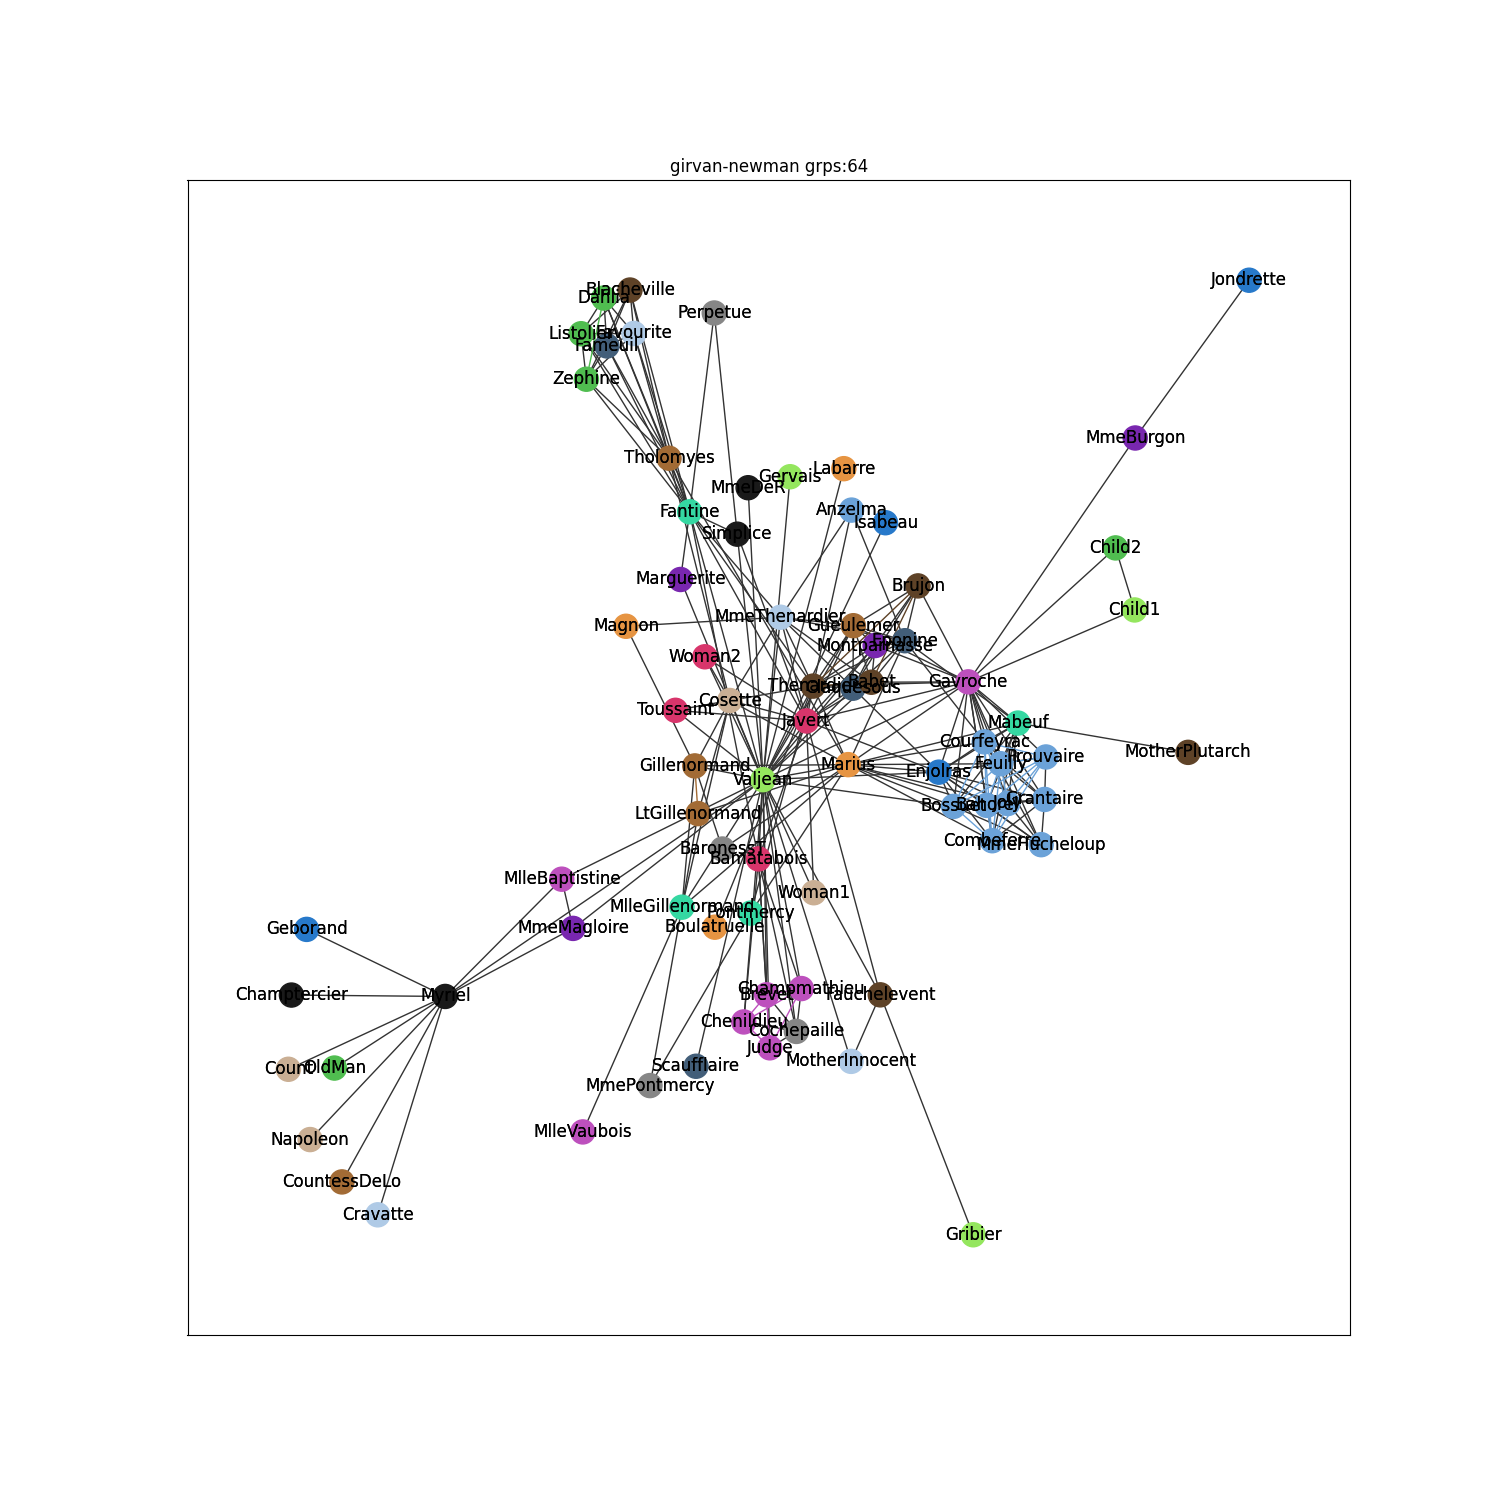 girvan-newman grps:64
Jondrette
Blacheville
Dahlia
Perpetue
Listolier
Favourite
Fameuil
Zephine
MmeBurgon
Tholomyes
Labarre
Gervais
MmeDeR
Anzelma
Fantine
Isabeau
Simplice
Child2
Marguerite
Brujon
Child1
MmeThenardier
Magnon
Gueulemer
Eponine
Montparnasse
Woman2
Gavroche
Babet
Thenardier
Claquesous
Cosette
Toussaint
Javert
Mabeuf
Courfeyrac
MotherPlutarch
Prouvaire
Feuilly
Gillenormand
Marius
Enjolras
Valjean
Grantaire
Bossuet
Bahorel
Joly
LtGillenormand
Combeferre
MmeHucheloup
BaronessT
Bamatabois
MlleBaptistine
Woman1
MlleGillenormand
Pontmercy
Boulatruelle
MmeMagloire
Geborand
Champmathieu
Brevet
Fauchelevent
Champtercier
Myriel
Chenildieu
Cochepaille
Judge
MotherInnocent
Scaufflaire
Count
OldMan
MmePontmercy
MlleVaubois
Napoleon
CountessDeLo
Cravatte
Gribier